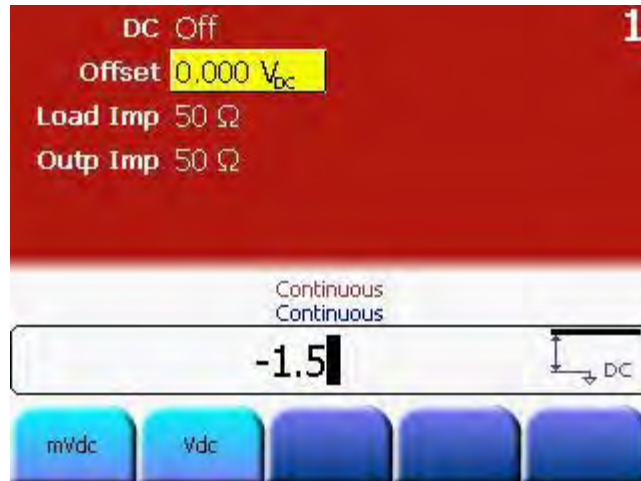 DC Off 1
Offset 0.000 VDC
Load Imp 50 Ω
Outp Imp 50 Ω
Continuous
Continuous
-1.5 DC
mVdc Vdc